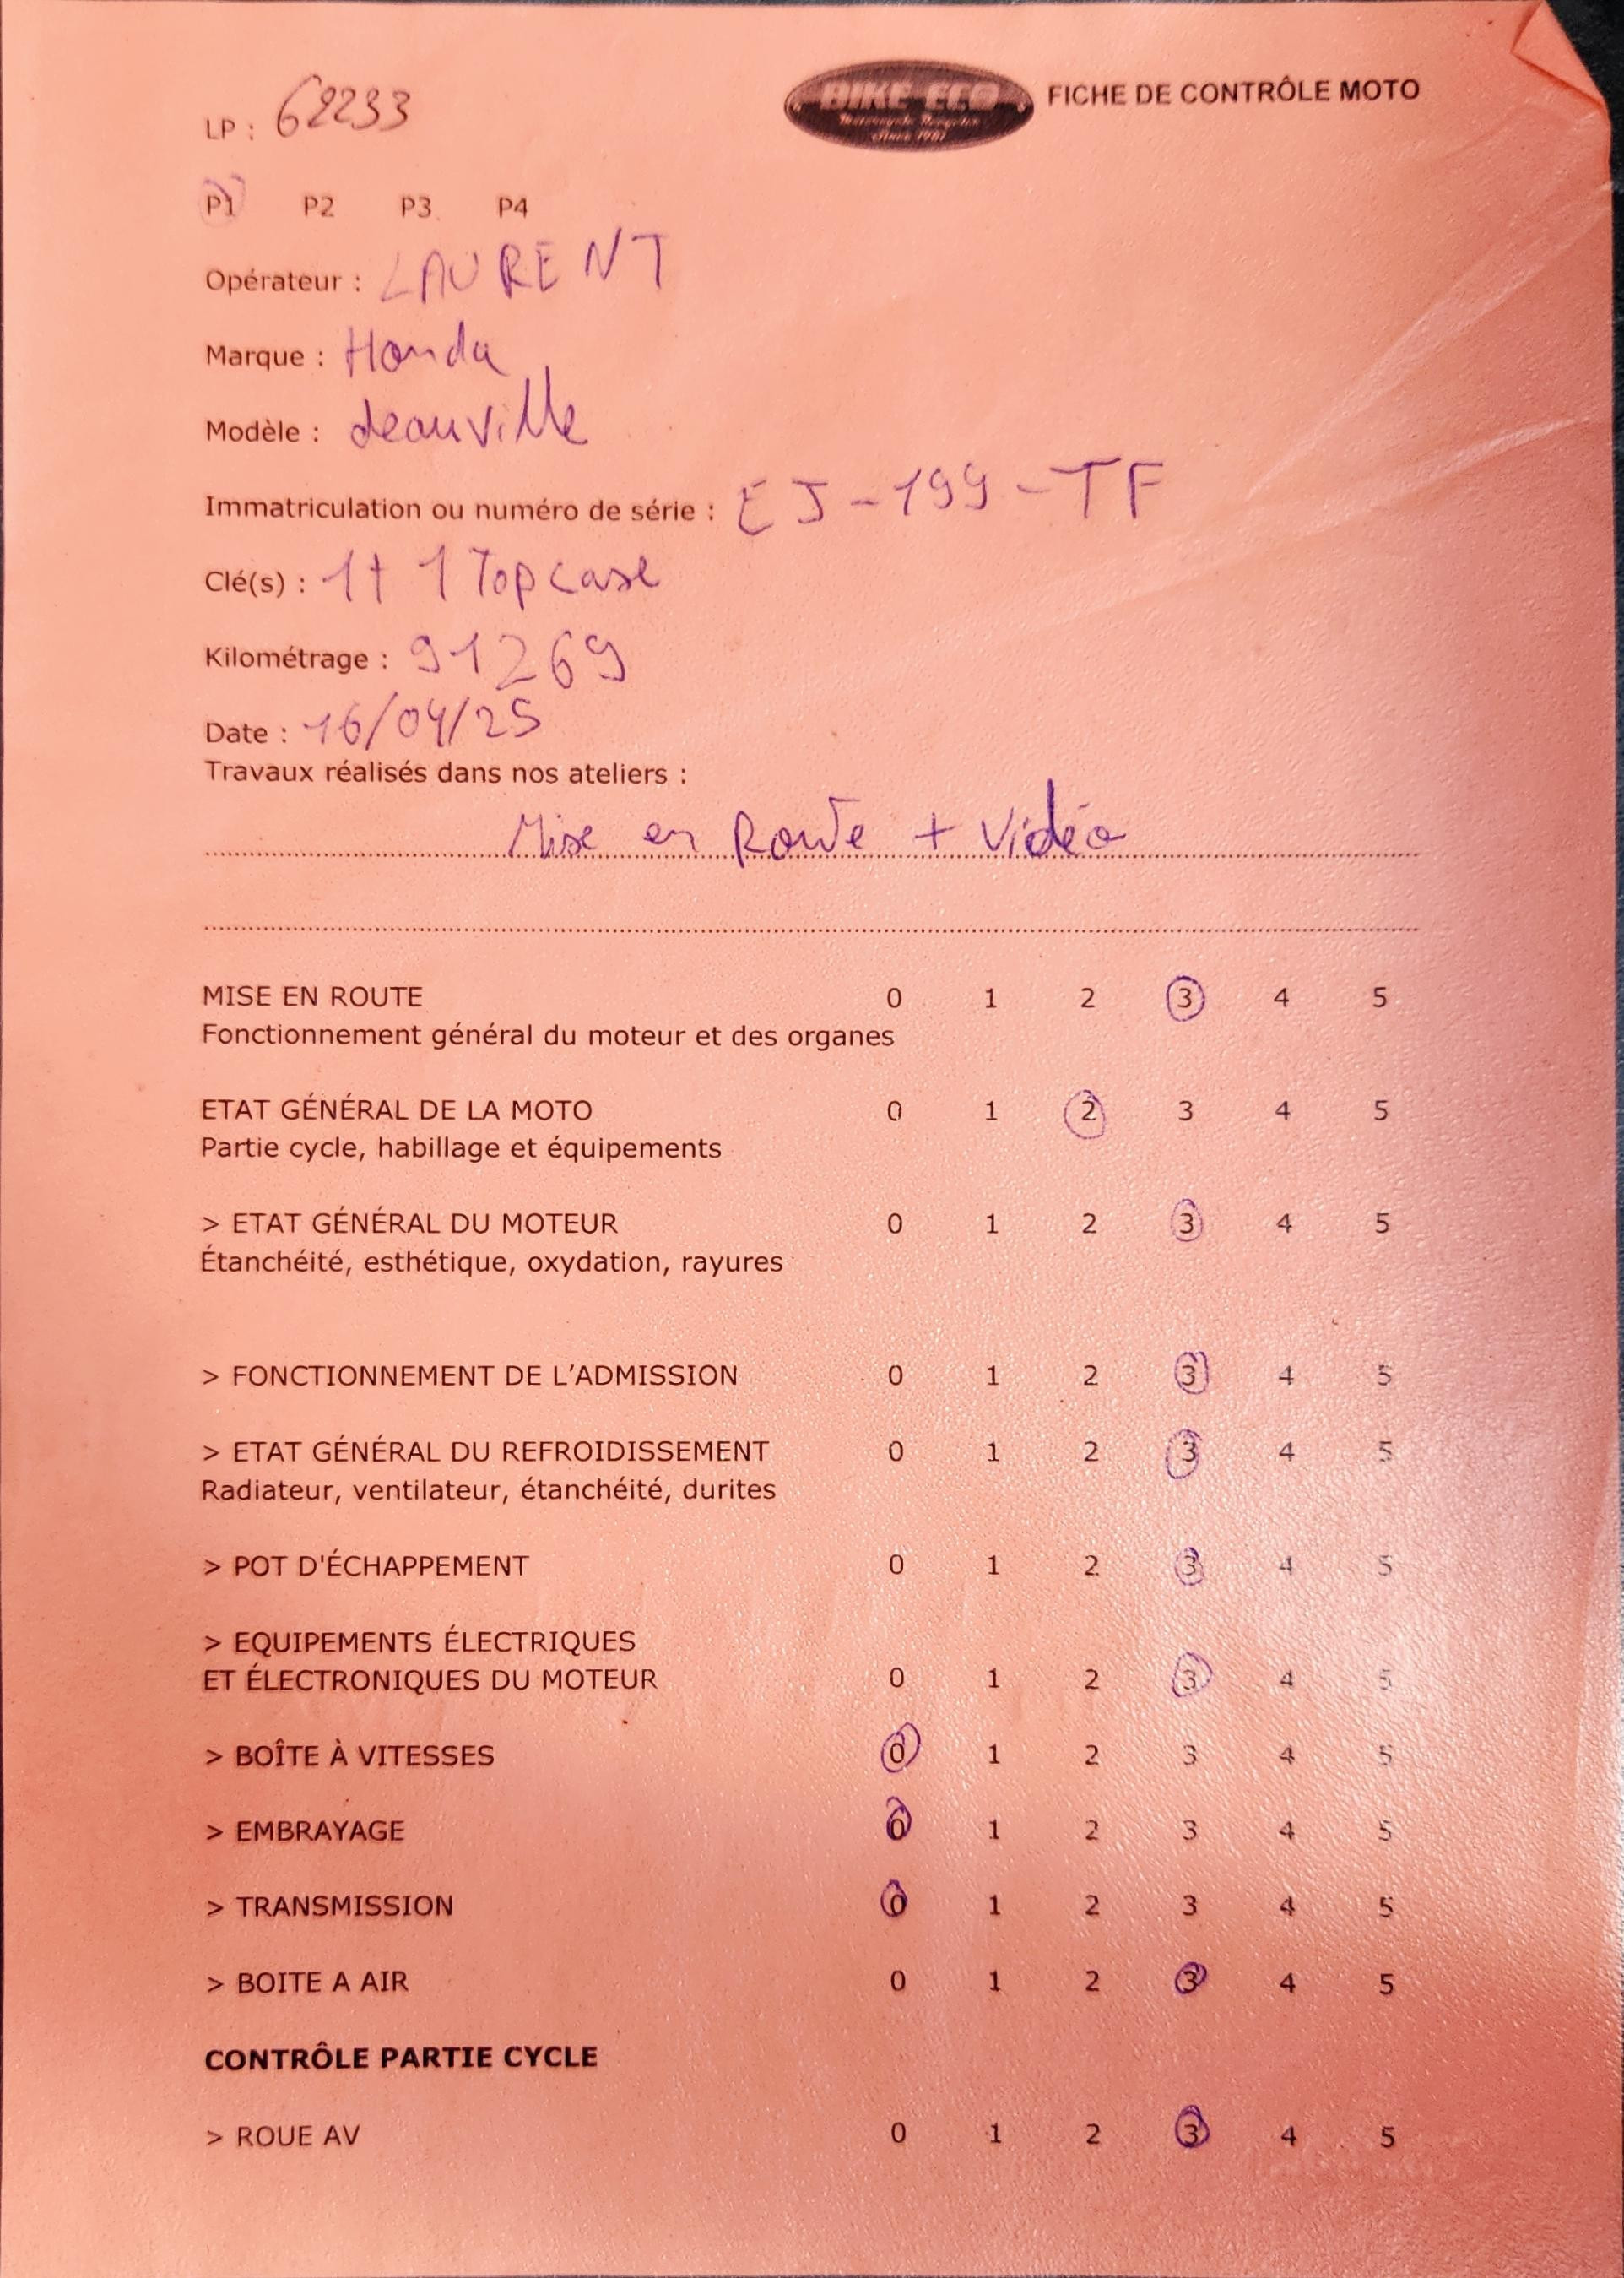 LP : 62233
BIKE ECO
FICHE DE CONTRÔLE MOTO
P1 P2 P3 P4
Opérateur : LAURENT
Marque : Honda
Modèle : deauville
Immatriculation ou numéro de série : EJ-199-TF
Clé(s) : 1+ 1 Topcase
Kilométrage : 91269
Date : 16/04/25
Travaux réalisés dans nos ateliers :
Mise en Route + Vidéo
MISE EN ROUTE 0 1 2 3 4 5
Fonctionnement général du moteur et des organes
ETAT GÉNÉRAL DE LA MOTO 0 1 2 3 4 5
Partie cycle, habillage et équipements
> ETAT GÉNÉRAL DU MOTEUR 0 1 2 3 4 5
Étanchéité, esthétique, oxydation, rayures
> FONCTIONNEMENT DE L'ADMISSION 0 1 2 3 4 5
> ETAT GÉNÉRAL DU REFROIDISSEMENT 0 1 2 3 4 5
Radiateur, ventilateur, étanchéité, durites
> POT D'ÉCHAPPEMENT 0 1 2 3 4 5
> EQUIPEMENTS ÉLECTRIQUES
ET ÉLECTRONIQUES DU MOTEUR 0 1 2 3 4 5
> BOÎTE À VITESSES 0 1 2 3 4 5
> EMBRAYAGE 0 1 2 3 4 5
> TRANSMISSION 0 1 2 3 4 5
> BOITE A AIR 0 1 2 3 4 5
CONTRÔLE PARTIE CYCLE
> ROUE AV 0 1 2 3 4 5